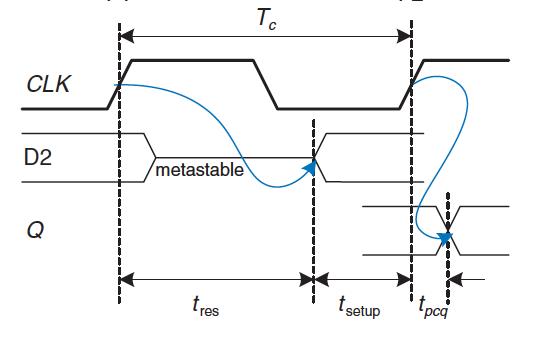 Tc
CLK
D2
metastable
Q
tres
tsetup
tpcq